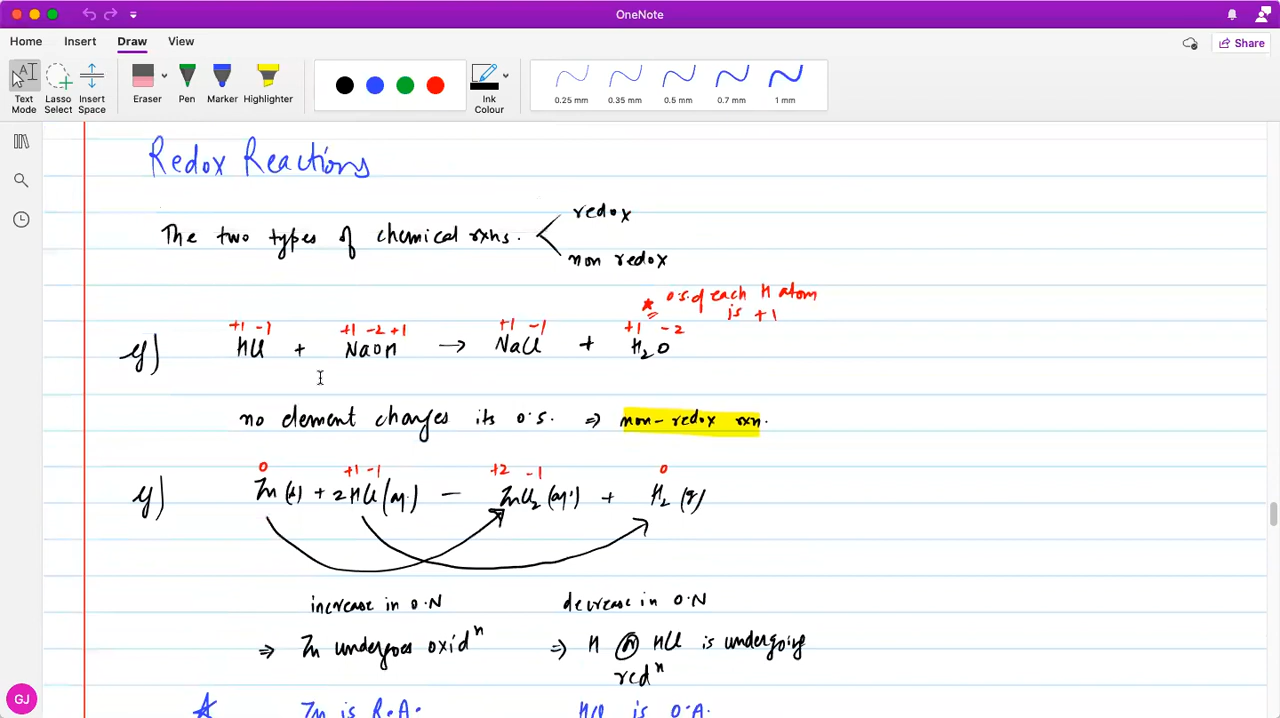 OneNote
Home Insert Draw View
Share
Text Mode
Lasso Select
Insert Space
Eraser
Pen
Marker
Highlighter
Ink Colour
0.25 mm 0.35 mm 0.5 mm 0.7 mm 1 mm
Redox Reactions
redox
The two types of chemical rxns.
non redox
* o.s. of each H atom
is +1
+1 -1 +1 -2 +1 +1 -1 +1 -2
eg) HCl + NaOH → NaCl + H₂O
no element changes its o.s. ⇒ non-redox rxn.
0 +1 -1 +2 -1 0
eg) Zn (s) + 2HCl (aq.) — ZnCl₂ (aq.) + H₂ (g)
increase in O.N decrease in O.N
⇒ Zn undergoes oxidⁿ ⇒ H or HCl is undergoing
redⁿ
Zn is R.A. HCl is O.A.
GJ